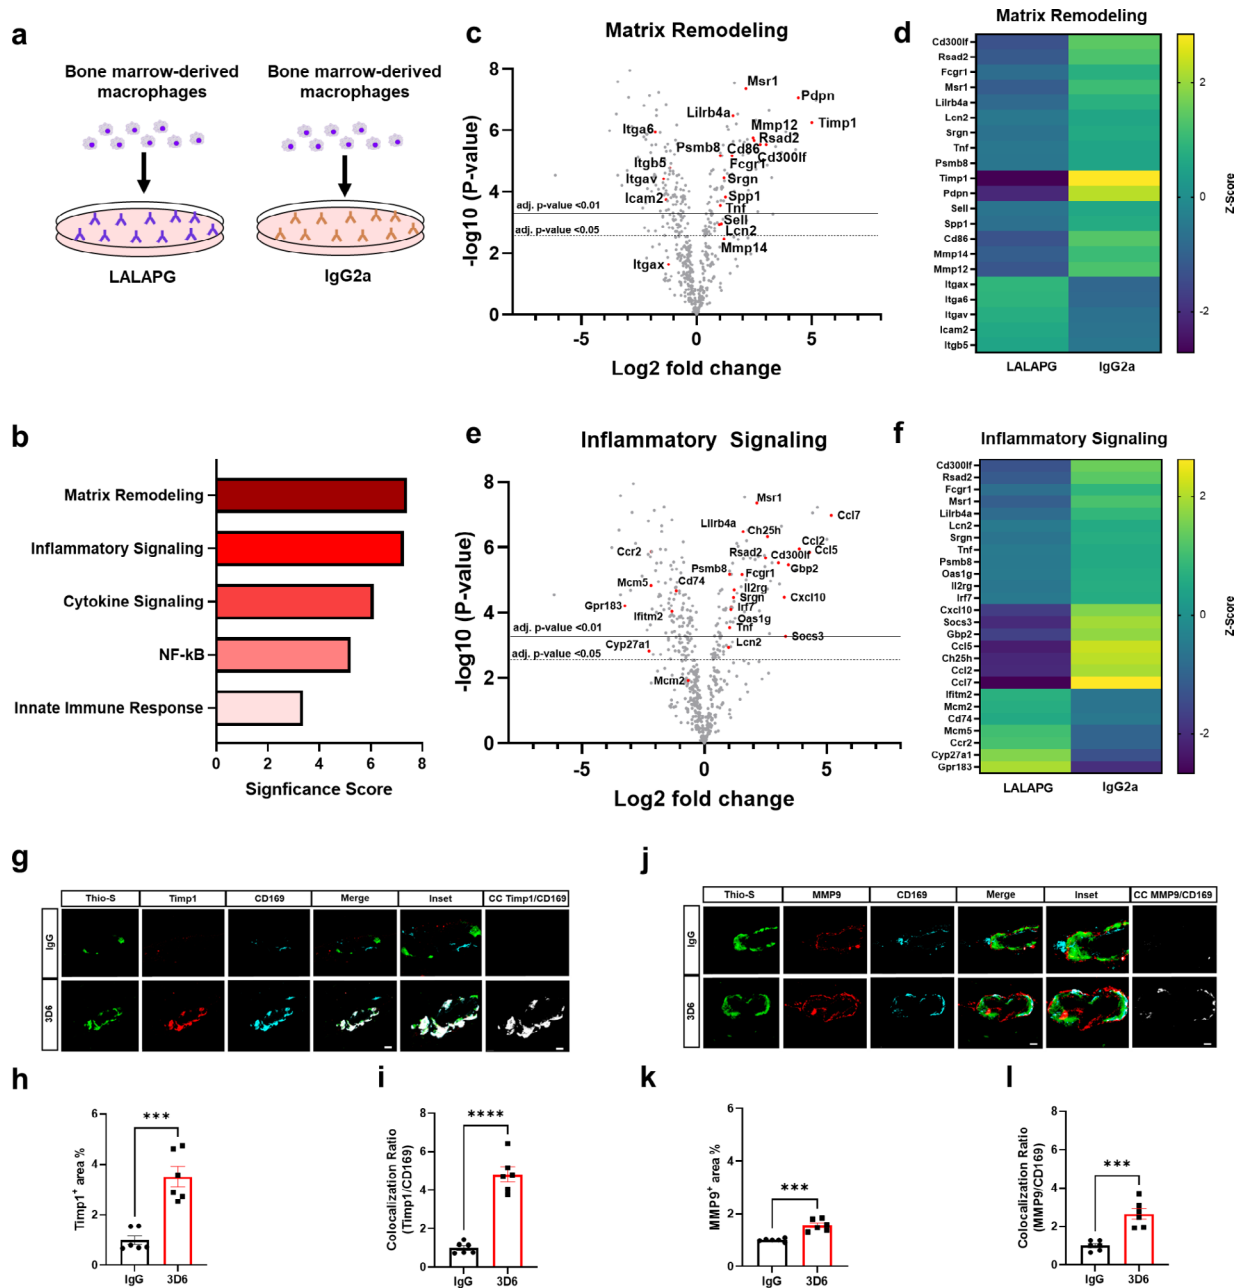 a
Bone marrow-derived
macrophages
Bone marrow-derived
macrophages
LALAPG
IgG2a
b
Matrix Remodeling
Inflammatory Signaling
Cytokine Signaling
NF-kB
Innate Immune Response
0 2 4 6 8
Signficance Score
c
Matrix Remodeling
-log10 (P-value)
10
8
6
4
2
0
Msr1
Pdpn
Lilrb4a
Timp1
Itga6
Mmp12
Rsad2
Psmb8
Cd86
Cd300lf
Itgb5
Fcgr1
Itgav
Srgn
Icam2
Spp1
Tnf
adj. p-value <0.01
Sell
adj. p-value <0.05
Lcn2
Mmp14
Itgax
-5 0 5
Log2 fold change
d
Matrix Remodeling
Cd300lf
Rsad2
Fcgr1
Msr1
Lilrb4a
Lcn2
Srgn
Tnf
Psmb8
Timp1
Pdpn
Sell
Spp1
Cd86
Mmp14
Mmp12
Itgax
Itga6
Itgav
Icam2
Itgb5
LALAPG IgG2a
2
0
-2
Z-Score
e
Inflammatory Signaling
-log10 (P-value)
10
8
6
4
2
0
Msr1
Ccl7
Lilrb4a
Ch25h
Ccl2
Ccr2
Rsad2
Cd300lf
Ccl5
Psmb8
Fcgr1
Gbp2
Mcm5
Cd74
Il2rg
Gpr183
Srgn
Cxcl10
Ifitm2
Irf7
Oas1g
Tnf
adj. p-value <0.01
Socs3
Cyp27a1
Lcn2
adj. p-value <0.05
Mcm2
-5 0 5
Log2 fold change
f
Inflammatory Signaling
Cd300lf
Rsad2
Fcgr1
Msr1
Lilrb4a
Lcn2
Srgn
Tnf
Psmb8
Oas1g
Il2rg
Irf7
Cxcl10
Socs3
Gbp2
Ccl5
Ch25h
Ccl2
Ccl7
Ifitm2
Mcm2
Cd74
Mcm5
Ccr2
Cyp27a1
Gpr183
LALAPG IgG2a
2
0
-2
Z-Score
g
Thio-S Timp1 CD169 Merge Inset CC Timp1/CD169
IgG
3D6
h
Timp1+ area %
6
4
2
0
***
IgG 3D6
i
Colocalization Ratio
(Timp1/CD169)
8
6
4
2
0
****
IgG 3D6
j
Thio-S MMP9 CD169 Merge Inset CC MMP9/CD169
IgG
3D6
k
MMP9+ area %
6
4
2
0
***
IgG 3D6
l
Colocalization Ratio
(MMP9/CD169)
8
6
4
2
0
***
IgG 3D6